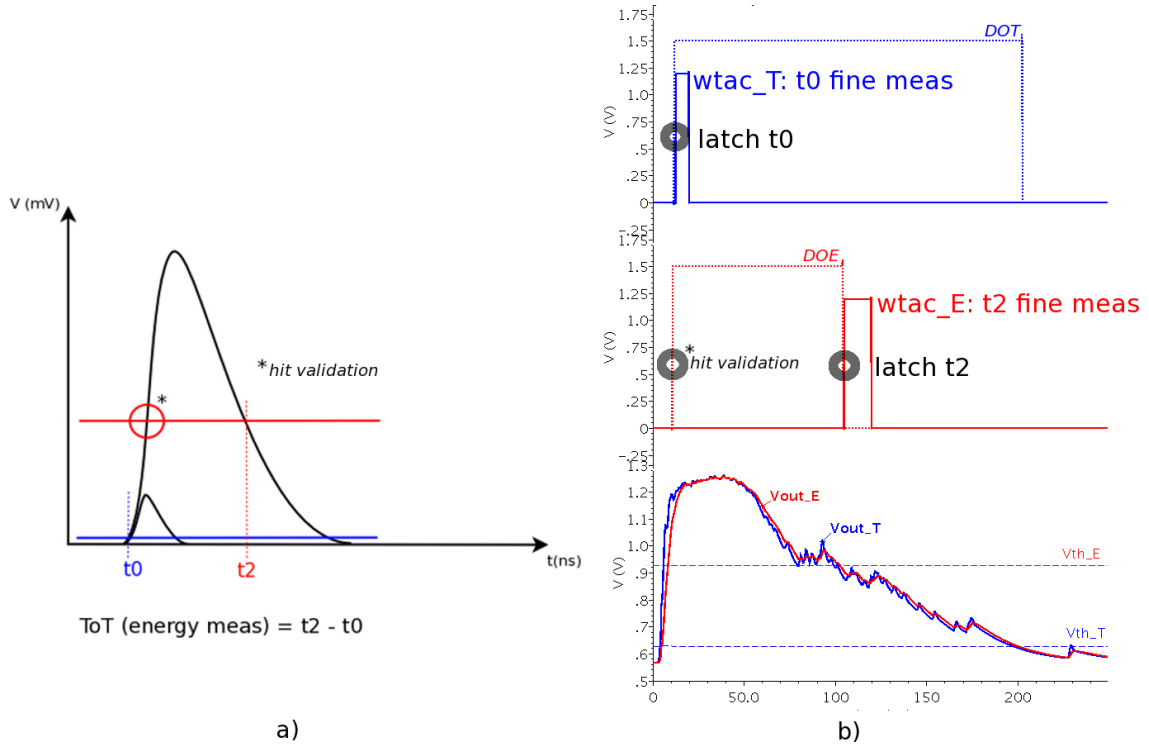 V (mV)
*
*hit validation
t0
t2
t(ns)
ToT (energy meas) = t2 - t0
a)
1.75
1.5
1.25
1.0
.75
.5
.25
0
-.25
V (V)
DOT
wtac_T: t0 fine meas
latch t0
1.75
1.5
1.25
1.0
.75
.5
.25
0
-.25
V (V)
DOE
wtac_E: t2 fine meas
*
hit validation
latch t2
1.3
1.2
1.1
1.0
.9
.8
.7
.6
.5
V (V)
Vout_E
Vout_T
Vth_E
Vth_T
0
50.0
100
150
200
b)